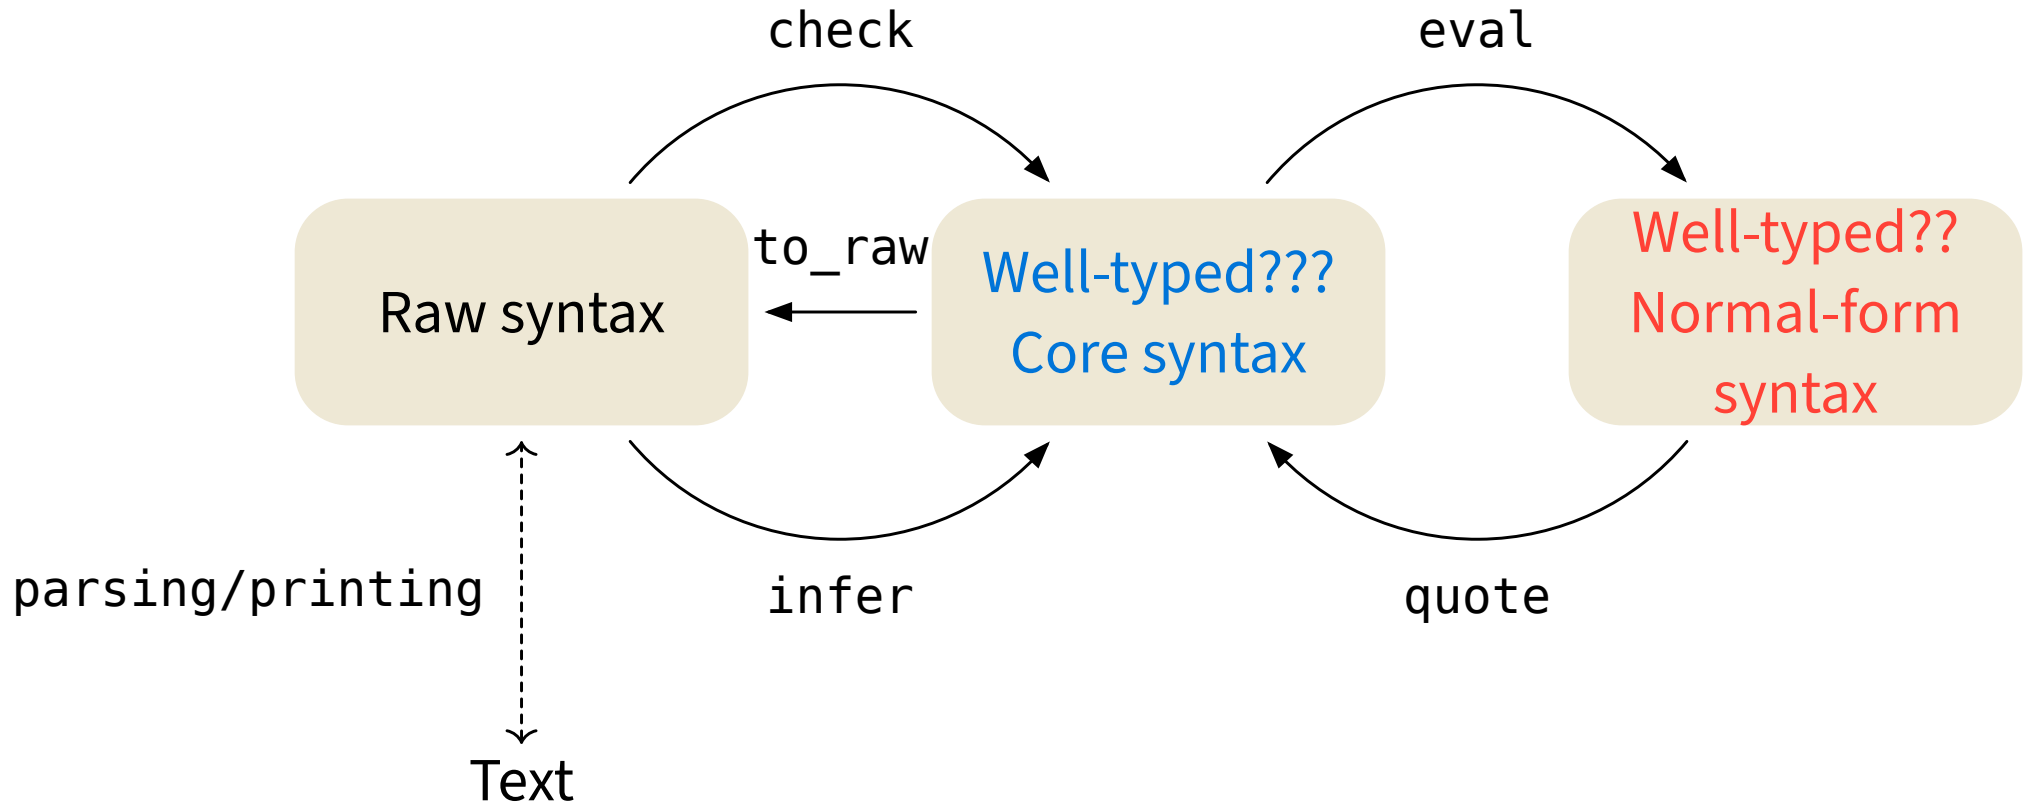 check
eval
to_raw
Raw syntax
Well-typed???
Core syntax
Well-typed??
Normal-form
syntax
parsing/printing
infer
quote
Text